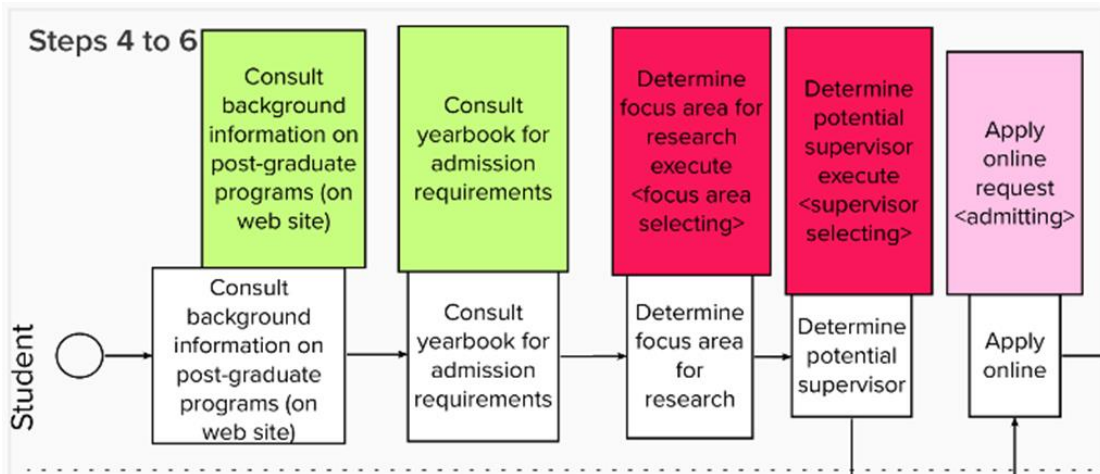 Steps 4 to 6
Consult
background
information on
post-graduate
programs (on
web site)
Consult
yearbook for
admission
requirements
Determine
focus area for
research
execute
<focus area
selecting>
Determine
potential
supervisor
execute
<supervisor
selecting>
Apply
online
request
<admitting>
Student
Consult
background
information on
post-graduate
programs (on
web site)
Consult
yearbook for
admission
requirements
Determine
focus area
for
research
Determine
potential
supervisor
Apply
online